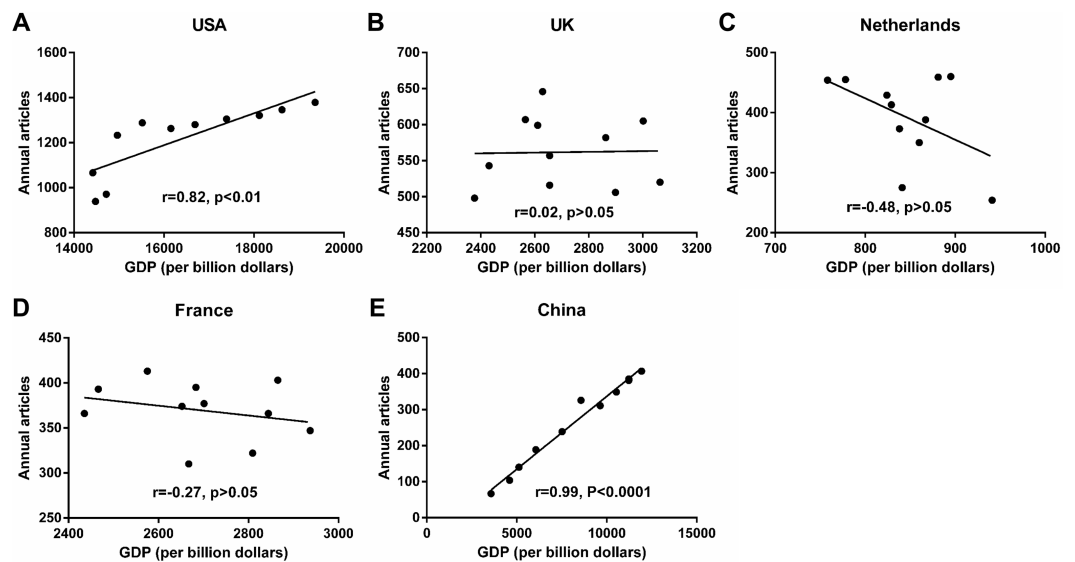 A
USA
Annual articles
1600
1400
1200
1000
800
14000 16000 18000 20000
GDP (per billion dollars)
r=0.82, p<0.01
B
UK
Annual articles
700
650
600
550
500
450
2200 2400 2600 2800 3000 3200
GDP (per billion dollars)
r=0.02, p>0.05
C
Netherlands
Annual articles
500
400
300
200
700 800 900 1000
GDP (per billion dollars)
r=-0.48, p>0.05
D
France
Annual articles
450
400
350
300
250
2400 2600 2800 3000
GDP (per billion dollars)
r=-0.27, p>0.05
E
China
Annual articles
500
400
300
200
100
0
0 5000 10000 15000
GDP (per billion dollars)
r=0.99, P<0.0001